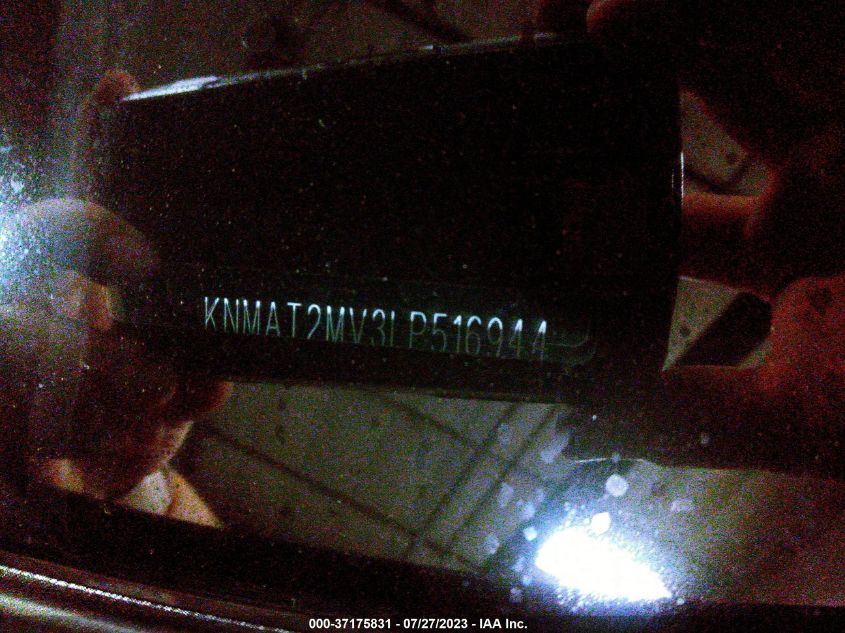 KNMAT2MV3LP516944
000-37175831 - 07/27/2023 - IAA Inc.